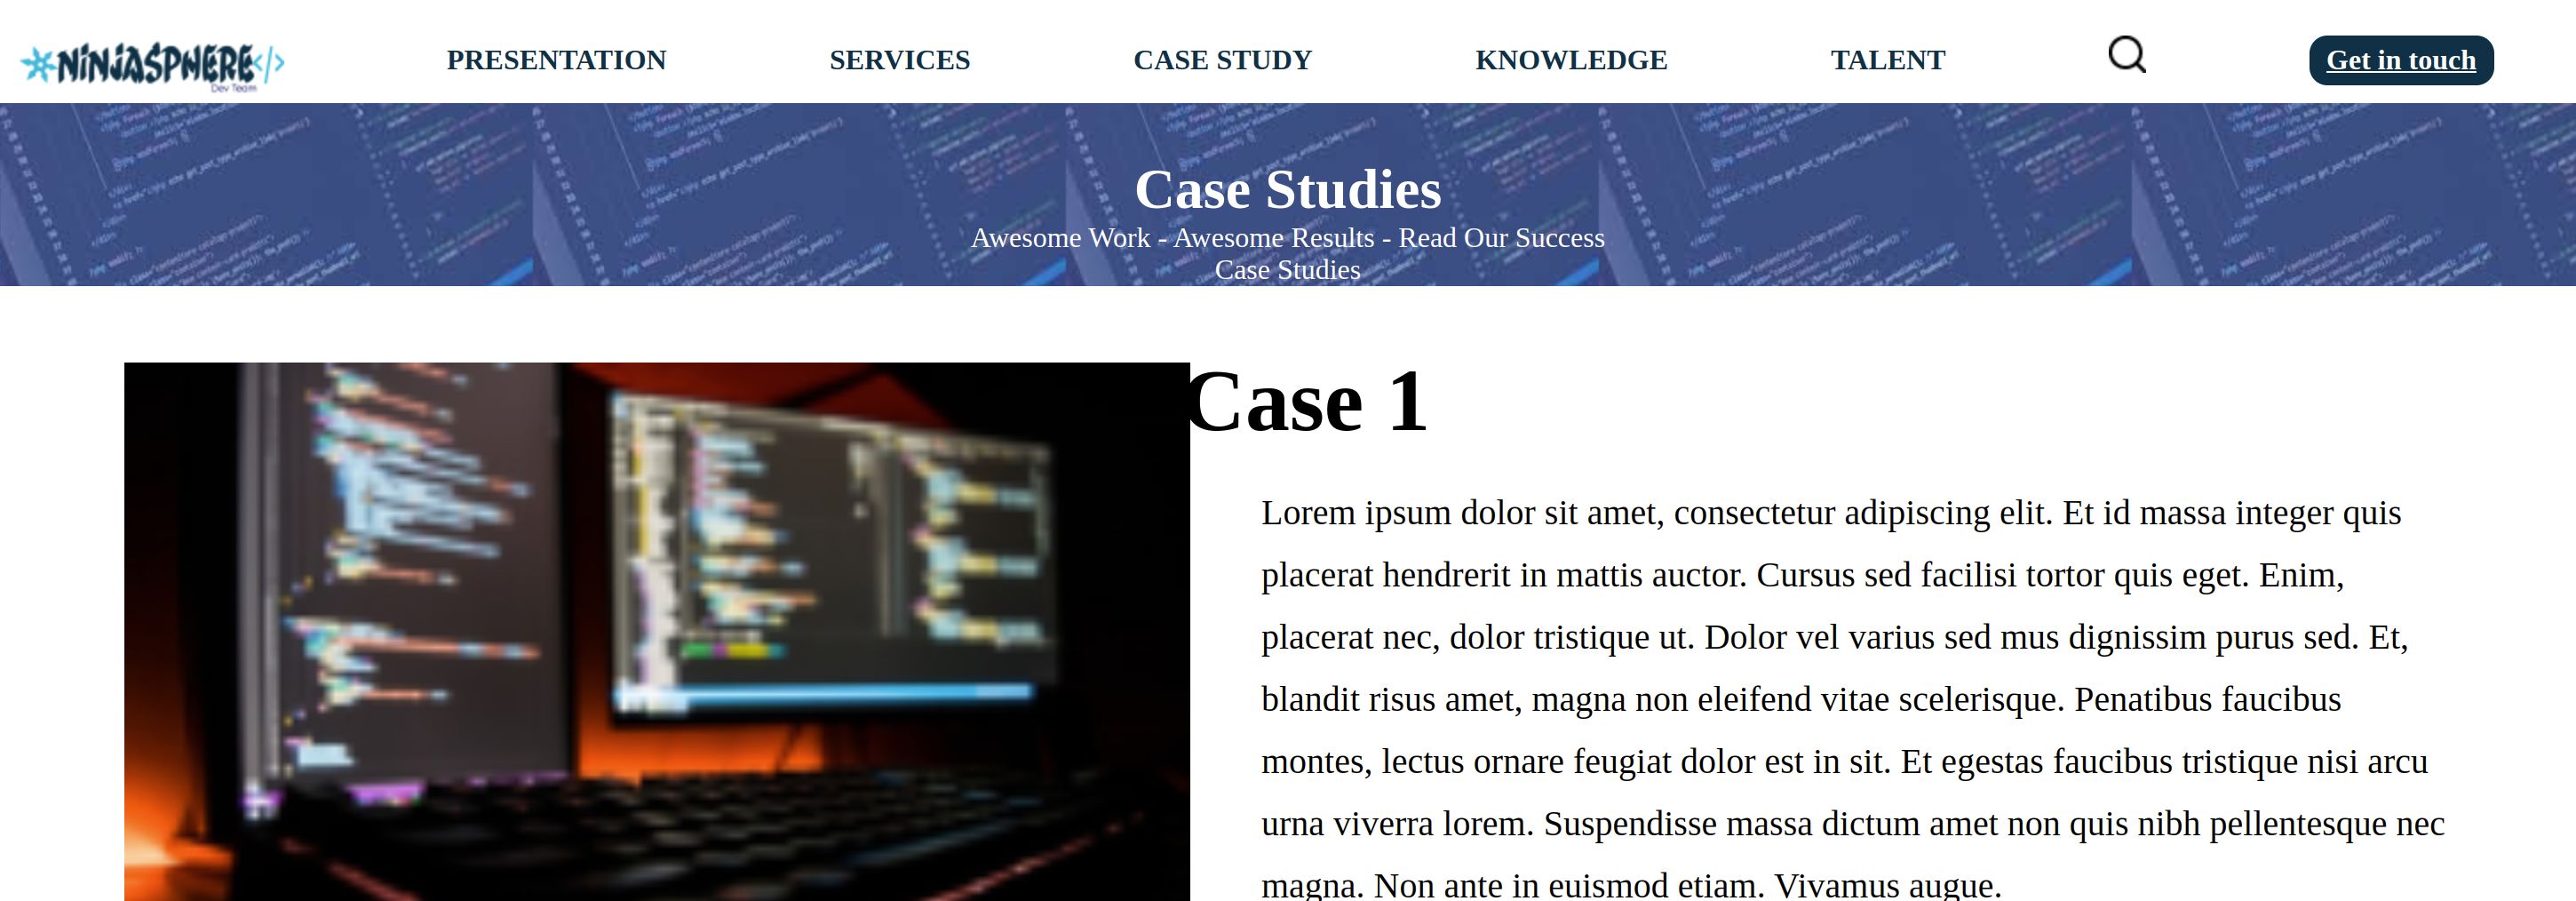 NINJASPHERE</>
Dev Team
PRESENTATION
SERVICES
CASE STUDY
KNOWLEDGE
TALENT
Get in touch
Case Studies
Awesome Work - Awesome Results - Read Our Success
Case Studies
Case 1
Lorem ipsum dolor sit amet, consectetur adipiscing elit. Et id massa integer quis
placerat hendrerit in mattis auctor. Cursus sed facilisi tortor quis eget. Enim,
placerat nec, dolor tristique ut. Dolor vel varius sed mus dignissim purus sed. Et,
blandit risus amet, magna non eleifend vitae scelerisque. Penatibus faucibus
montes, lectus ornare feugiat dolor est in sit. Et egestas faucibus tristique nisi arcu
urna viverra lorem. Suspendisse massa dictum amet non quis nibh pellentesque nec
magna. Non ante in euismod etiam. Vivamus augue.